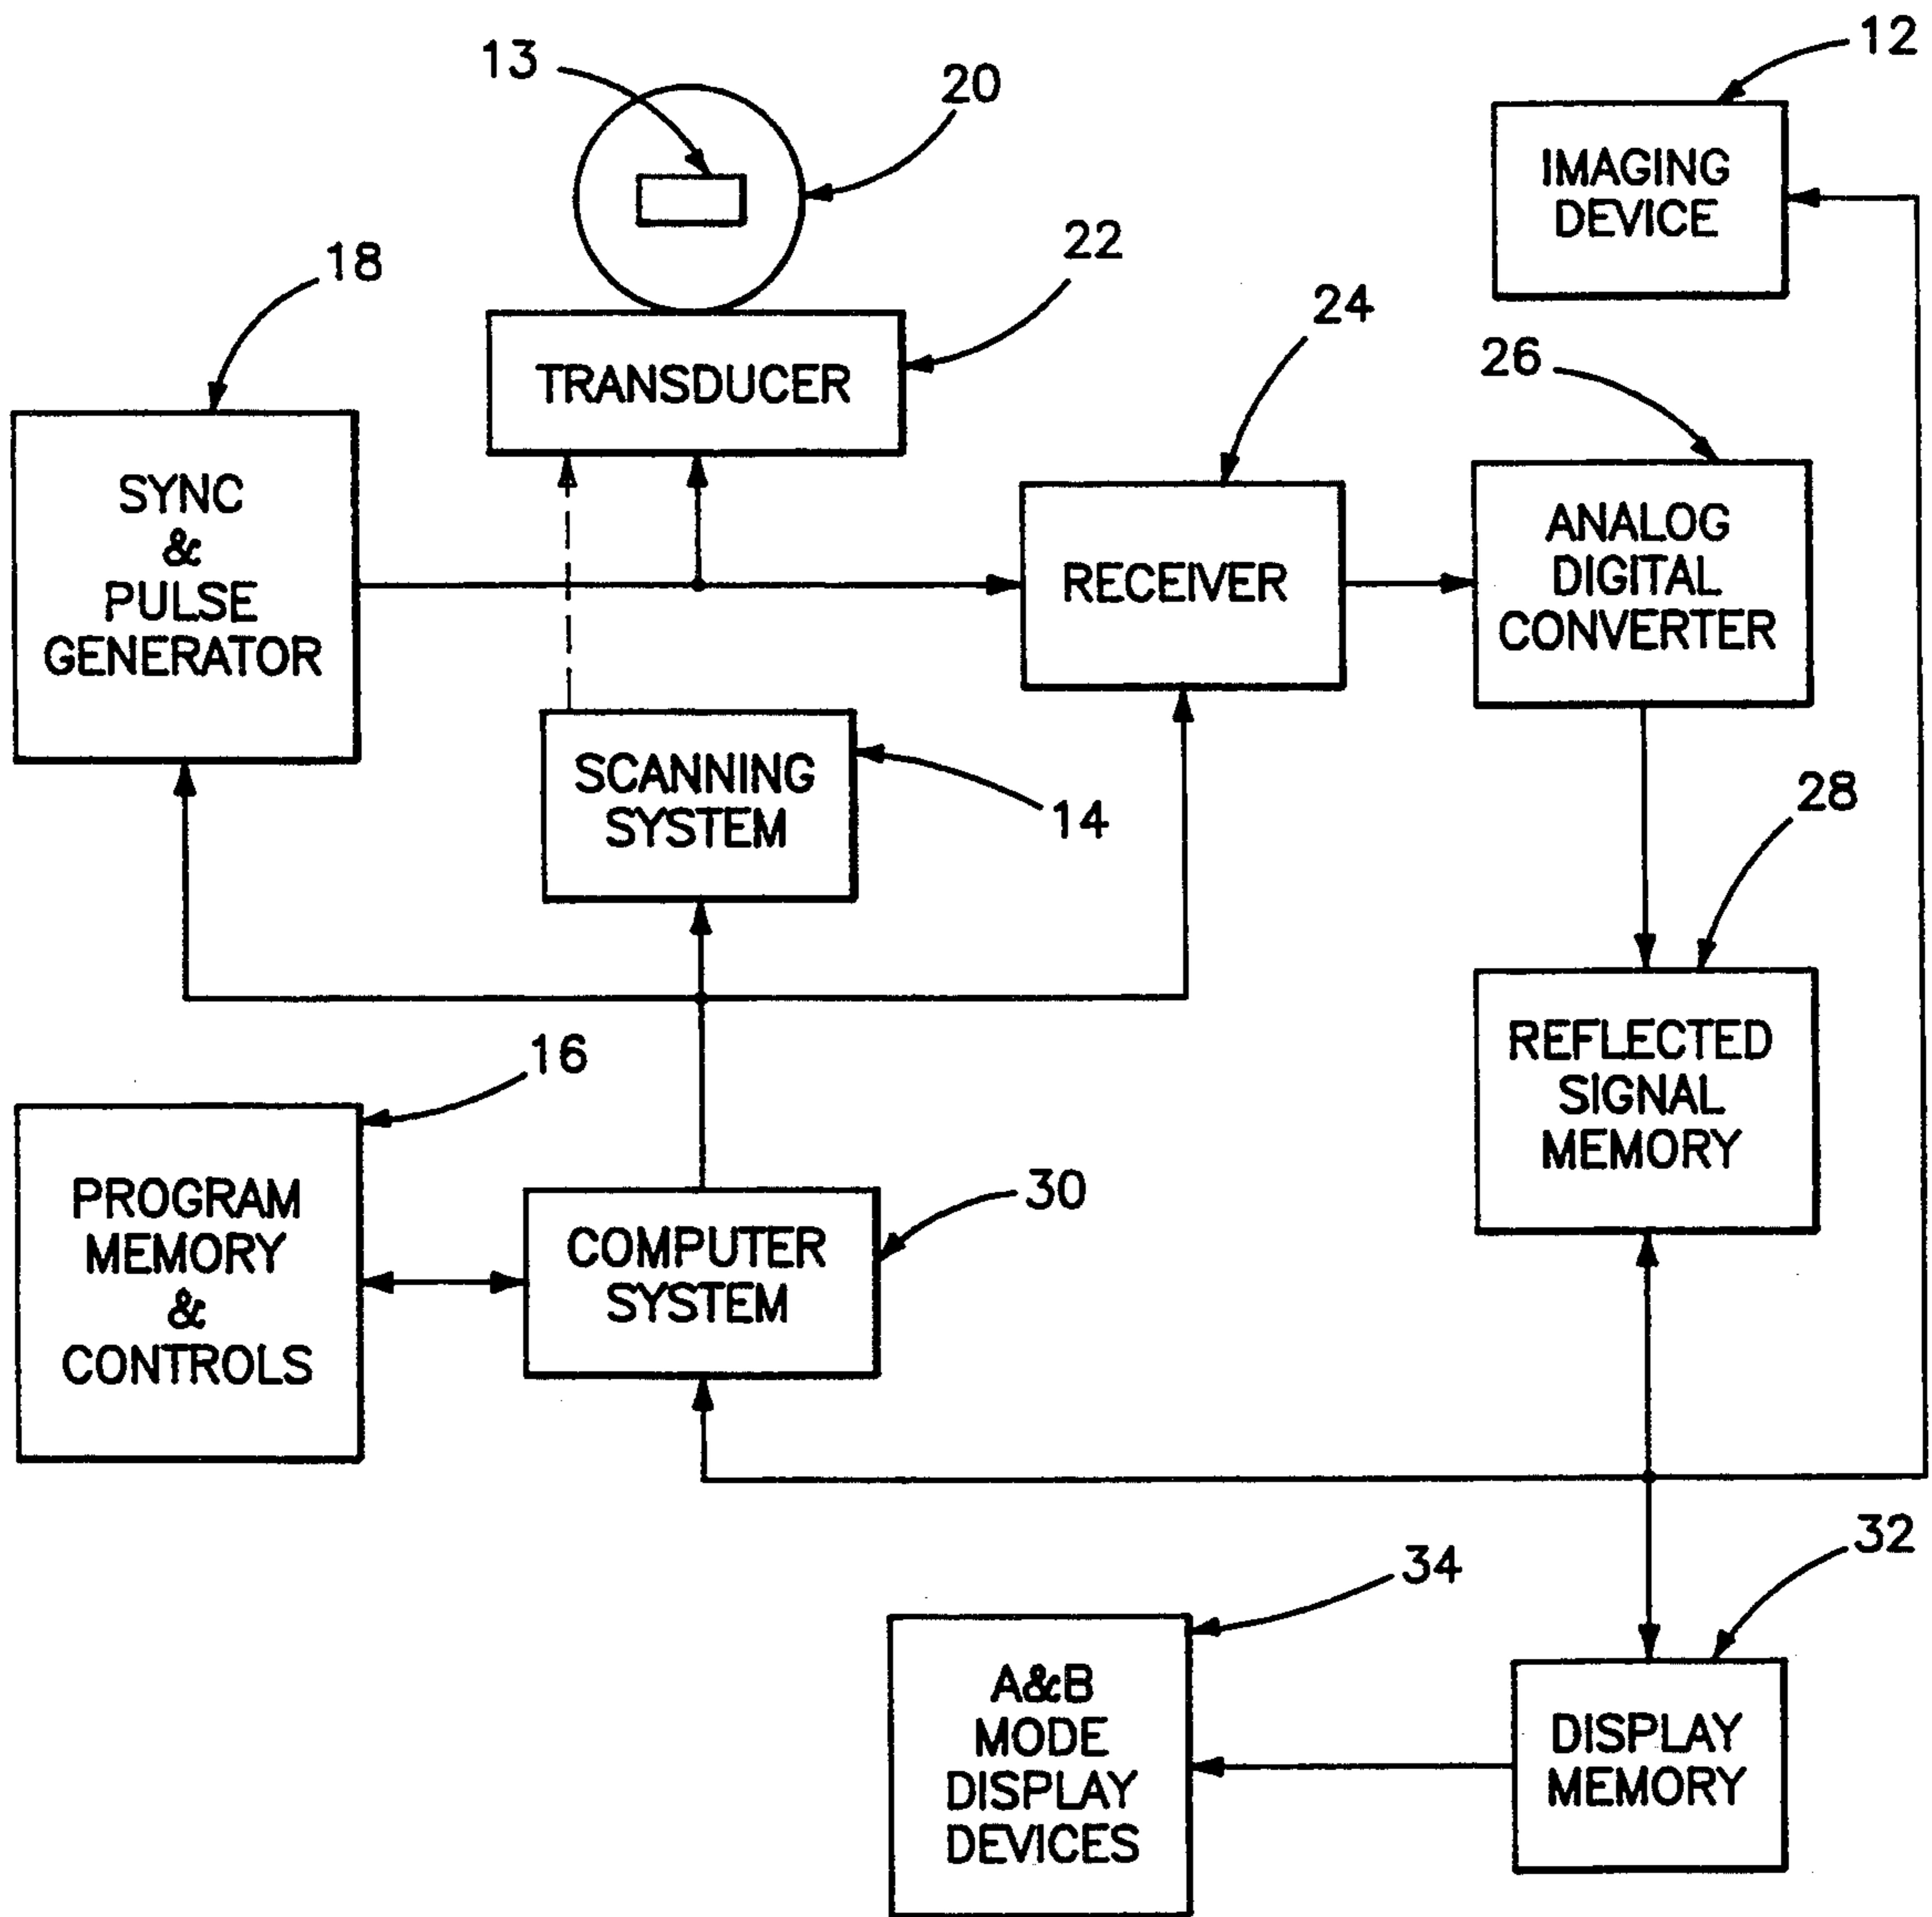 13
20
12
IMAGING
DEVICE
18
22
24
26
TRANSDUCER
SYNC
&
PULSE
GENERATOR
RECEIVER
ANALOG
DIGITAL
CONVERTER
SCANNING
SYSTEM
14
28
16
REFLECTED
SIGNAL
MEMORY
PROGRAM
MEMORY
&
CONTROLS
COMPUTER
SYSTEM
30
34
32
A&B
MODE
DISPLAY
DEVICES
DISPLAY
MEMORY